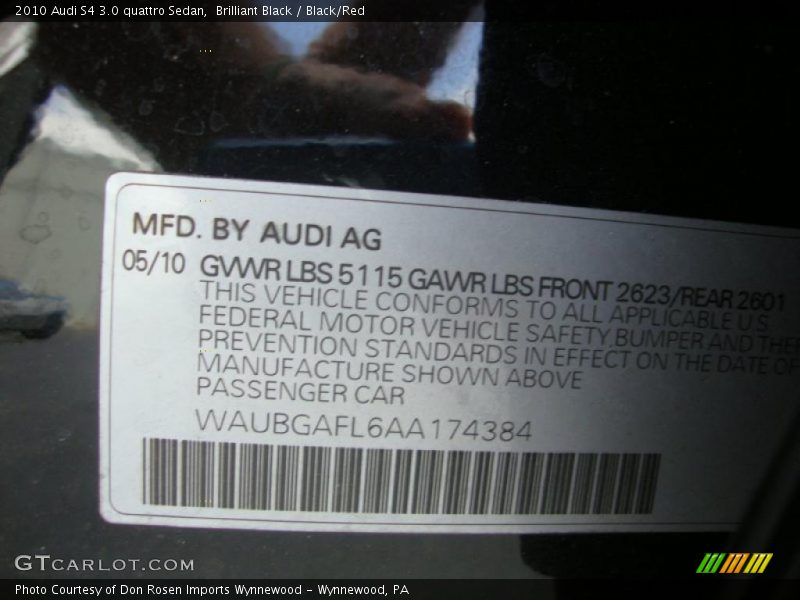 2010 Audi S4 3.0 quattro Sedan,  Brilliant Black / Black/Red
MFD. BY AUDI AG
05/10 GVWR LBS 5115 GAWR LBS FRONT 2623/REAR 2601
THIS VEHICLE CONFORMS TO ALL APPLICABLE U.S.
FEDERAL MOTOR VEHICLE SAFETY,BUMPER AND THE
PREVENTION STANDARDS IN EFFECT ON THE DATE OF
MANUFACTURE SHOWN ABOVE
PASSENGER CAR
WAUBGAFL6AA174384
GTCARLOT.COM
Photo Courtesy of Don Rosen Imports Wynnewood – Wynnewood, PA